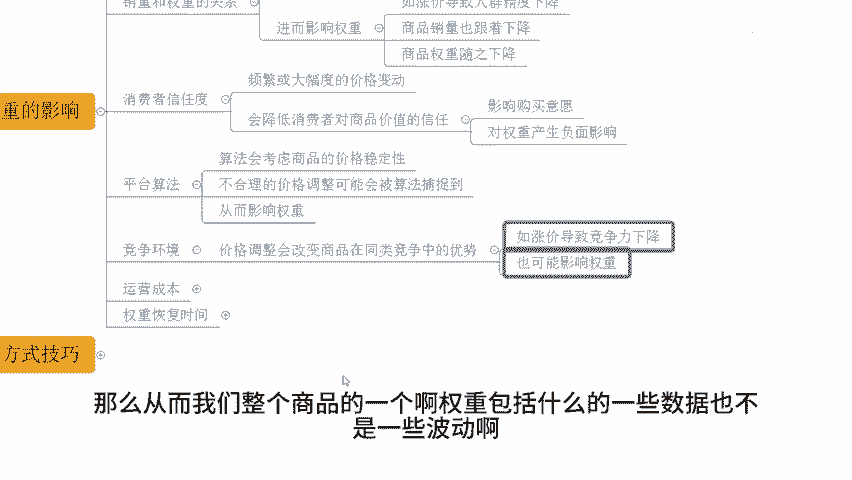 销量和权重的关系
如涨价导致人群精度下降
进而影响权重
商品销量也跟着下降
商品权重随之下降
重的影响
消费者信任度
频繁或大幅度的价格变动
会降低消费者对商品价值的信任
影响购买意愿
对权重产生负面影响
平台算法
算法会考虑商品的价格稳定性
不合理的价格调整可能会被算法捕捉到
从而影响权重
竞争环境
价格调整会改变商品在同类竞争中的优势
如涨价导致竞争力下降
也可能影响权重
运营成本
权重恢复时间
方式技巧
那么从而我们整个商品的一个啊权重包括什么的一些数据也不
是一些波动啊